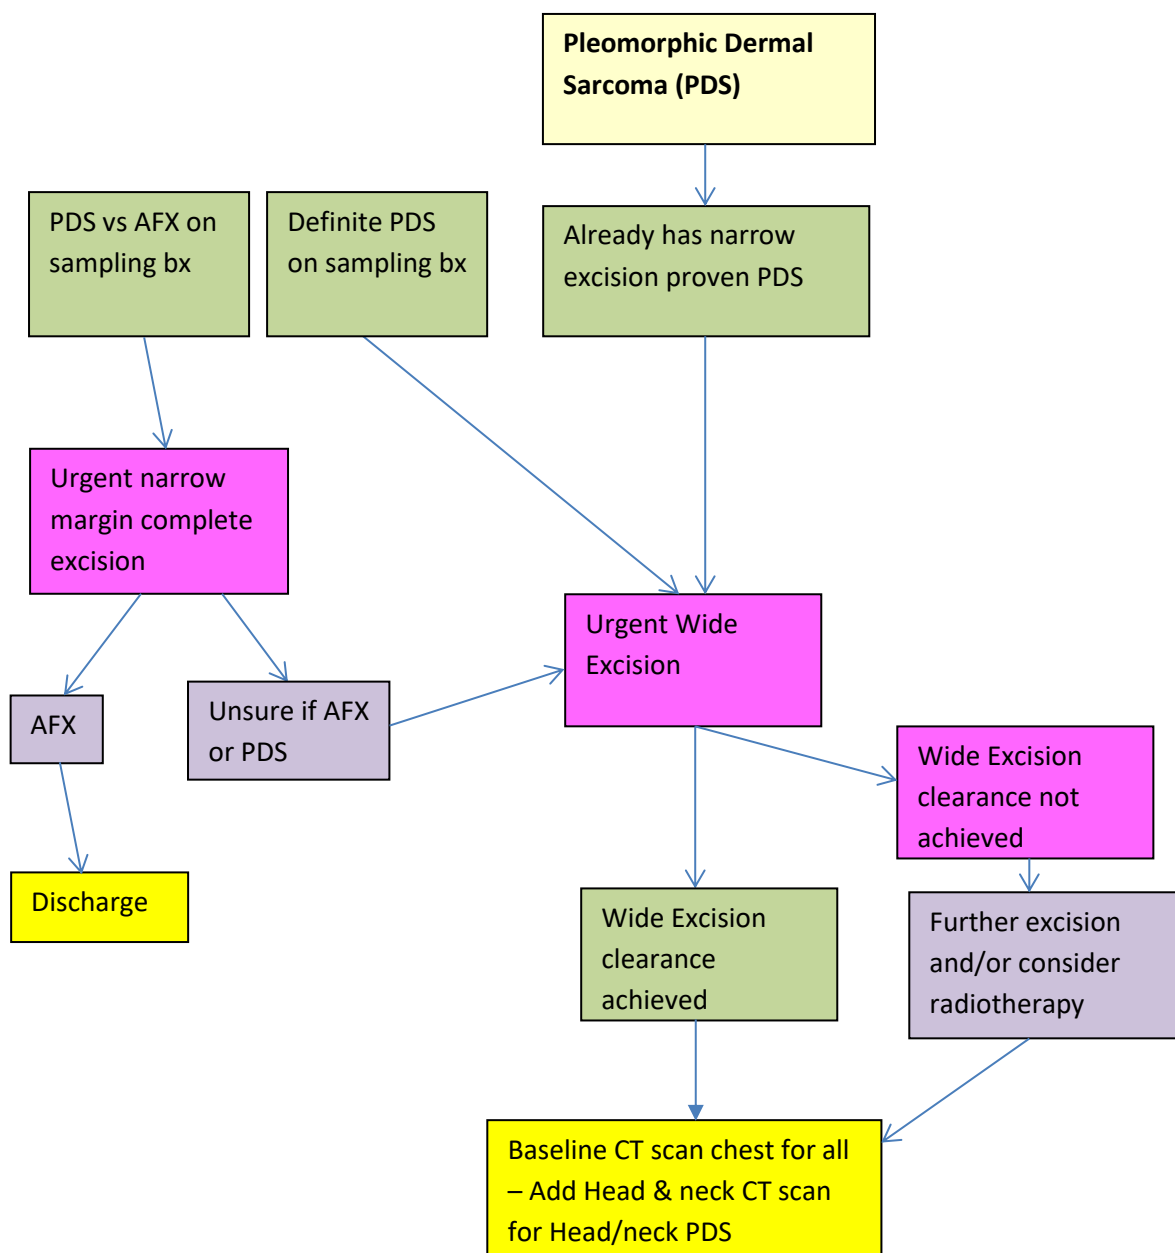 Pleomorphic Dermal
Sarcoma (PDS)
PDS vs AFX on
sampling bx
Definite PDS
on sampling bx
Already has narrow
excision proven PDS
Urgent narrow
margin complete
excision
Urgent Wide
Excision
AFX
Unsure if AFX
or PDS
Wide Excision
clearance not
achieved
Discharge
Wide Excision
clearance
achieved
Further excision
and/or consider
radiotherapy
Baseline CT scan chest for all
– Add Head & neck CT scan
for Head/neck PDS